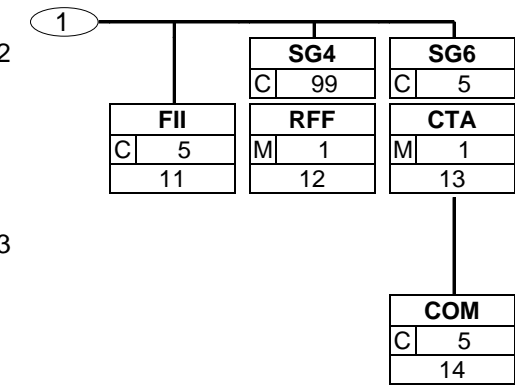 1
2
SG4 SG6
C 99 C 5
FII RFF CTA
C 5 M 1 M 1
11 12 13
3
COM
C 5
14